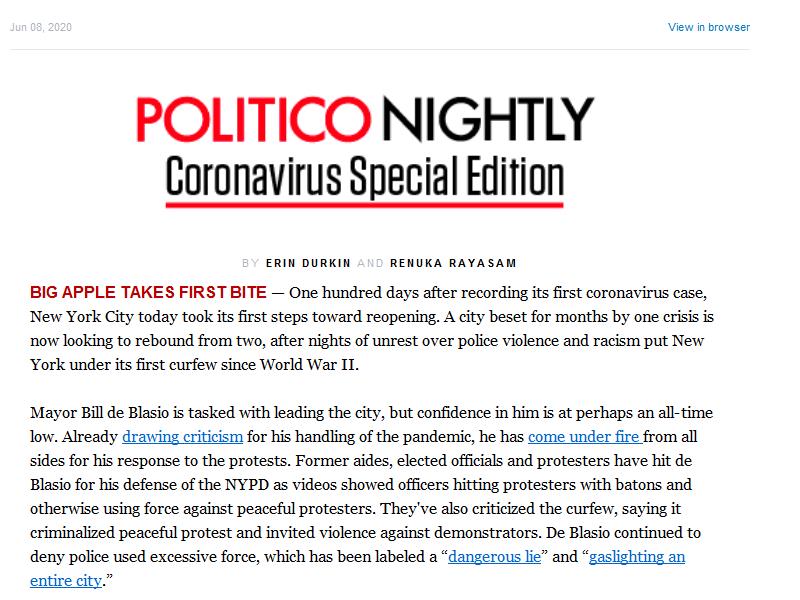 Jun 08, 2020
View in browser
POLITICO NIGHTLY
Coronavirus Special Edition
BY ERIN DURKIN AND RENUKA RAYASAM
BIG APPLE TAKES FIRST BITE — One hundred days after recording its first coronavirus case,
New York City today took its first steps toward reopening. A city beset for months by one crisis is
now looking to rebound from two, after nights of unrest over police violence and racism put New
York under its first curfew since World War II.
Mayor Bill de Blasio is tasked with leading the city, but confidence in him is at perhaps an all-time
low. Already drawing criticism for his handling of the pandemic, he has come under fire from all
sides for his response to the protests. Former aides, elected officials and protesters have hit de
Blasio for his defense of the NYPD as videos showed officers hitting protesters with batons and
otherwise using force against peaceful protesters. They've also criticized the curfew, saying it
criminalized peaceful protest and invited violence against demonstrators. De Blasio continued to
deny police used excessive force, which has been labeled a “dangerous lie” and “gaslighting an
entire city.”